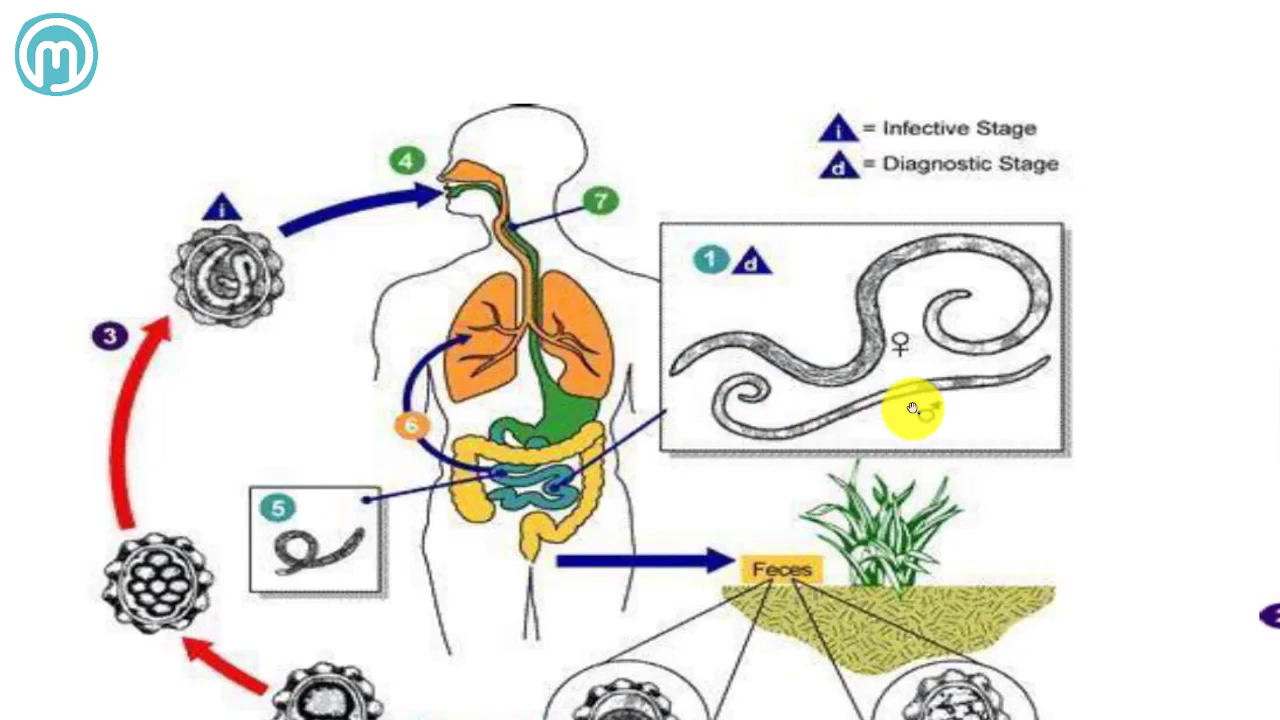 m
i = Infective Stage
d = Diagnostic Stage
4
i
7
1 d
♀
3
♂
6
5
Feces